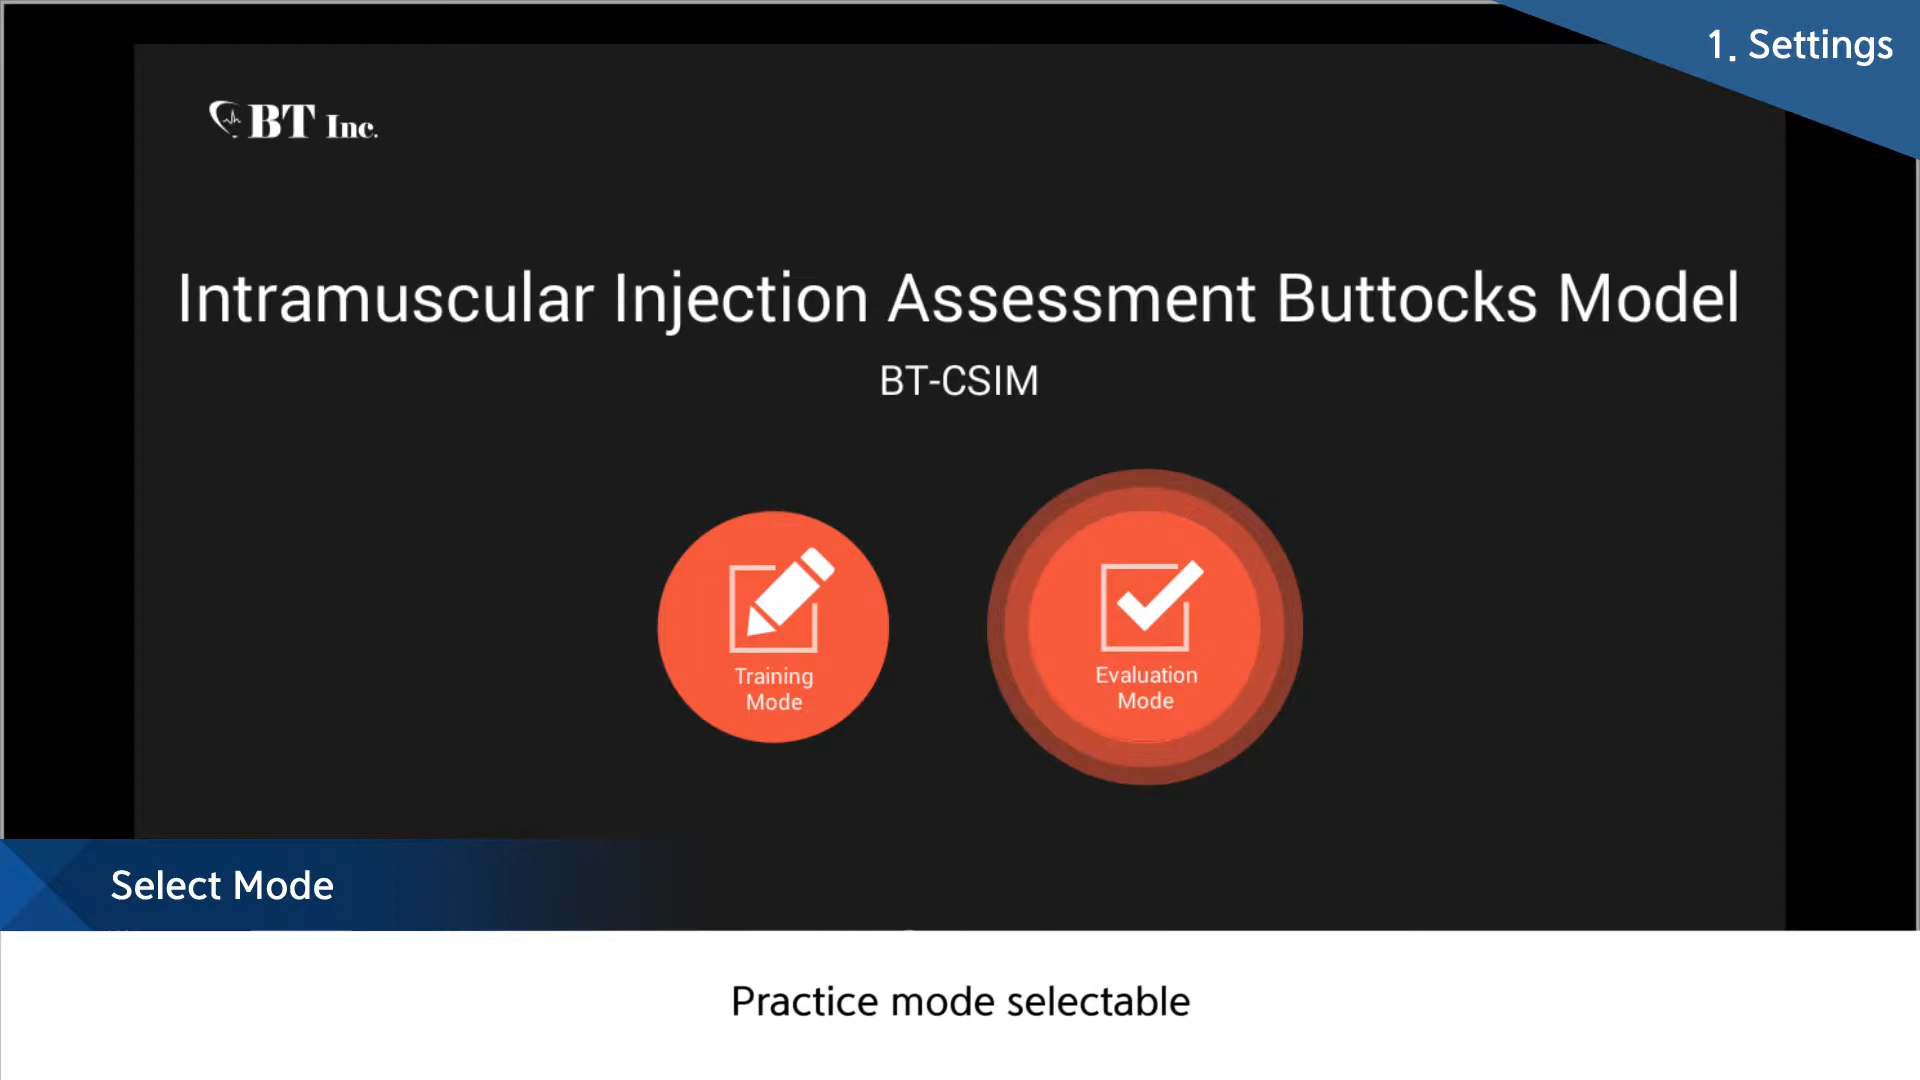 1. Settings
BT Inc.
Intramuscular Injection Assessment Buttocks Model
BT-CSIM
Training
Mode
Evaluation
Mode
Select Mode
Practice mode selectable